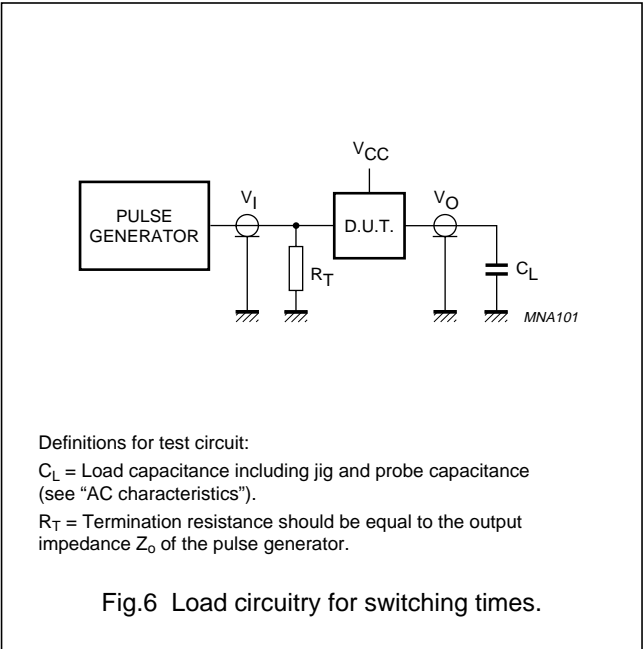 VCC
PULSE
GENERATOR
VI
D.U.T.
VO
RT
CL
MNA101
Definitions for test circuit:
CL = Load capacitance including jig and probe capacitance
(see “AC characteristics”).
RT = Termination resistance should be equal to the output
impedance Zo of the pulse generator.
Fig.6 Load circuitry for switching times.